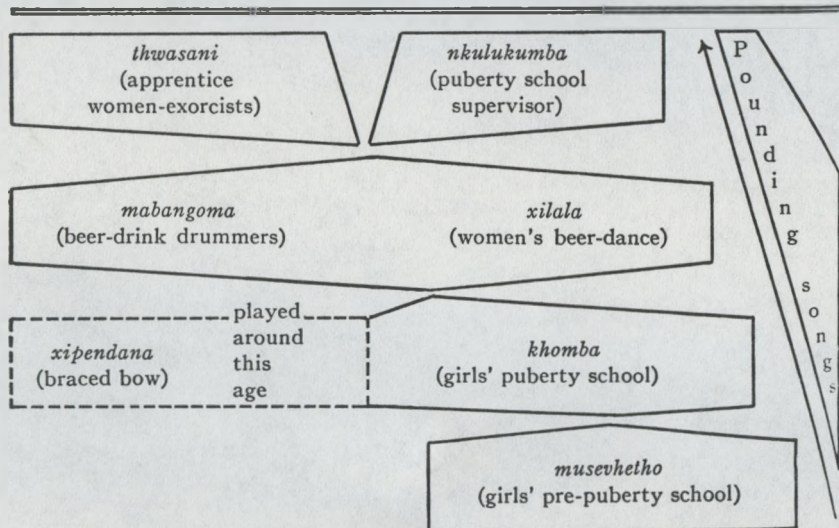 thwasani
(apprentice
women-exorcists)
nkulukumba
(puberty school
supervisor)
Pounding songs
mabangoma
(beer-drink drummers)
xilala
(women's beer-dance)
xipendana
(braced bow)
played
around
this
age
khomba
(girls' puberty school)
musevhetho
(girls' pre-puberty school)